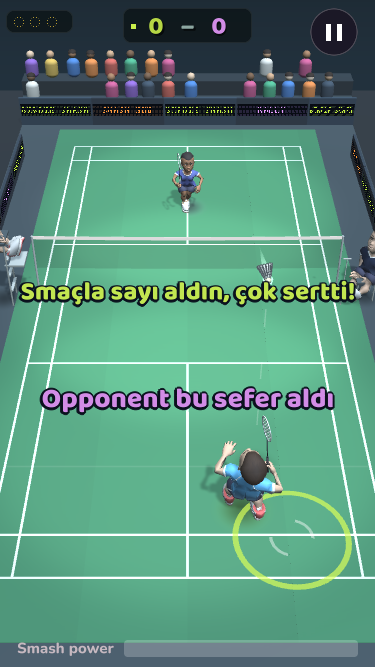 0 – 0
Smaçla sayı aldın, çok sertti!
Opponent bu sefer aldı
Smash power